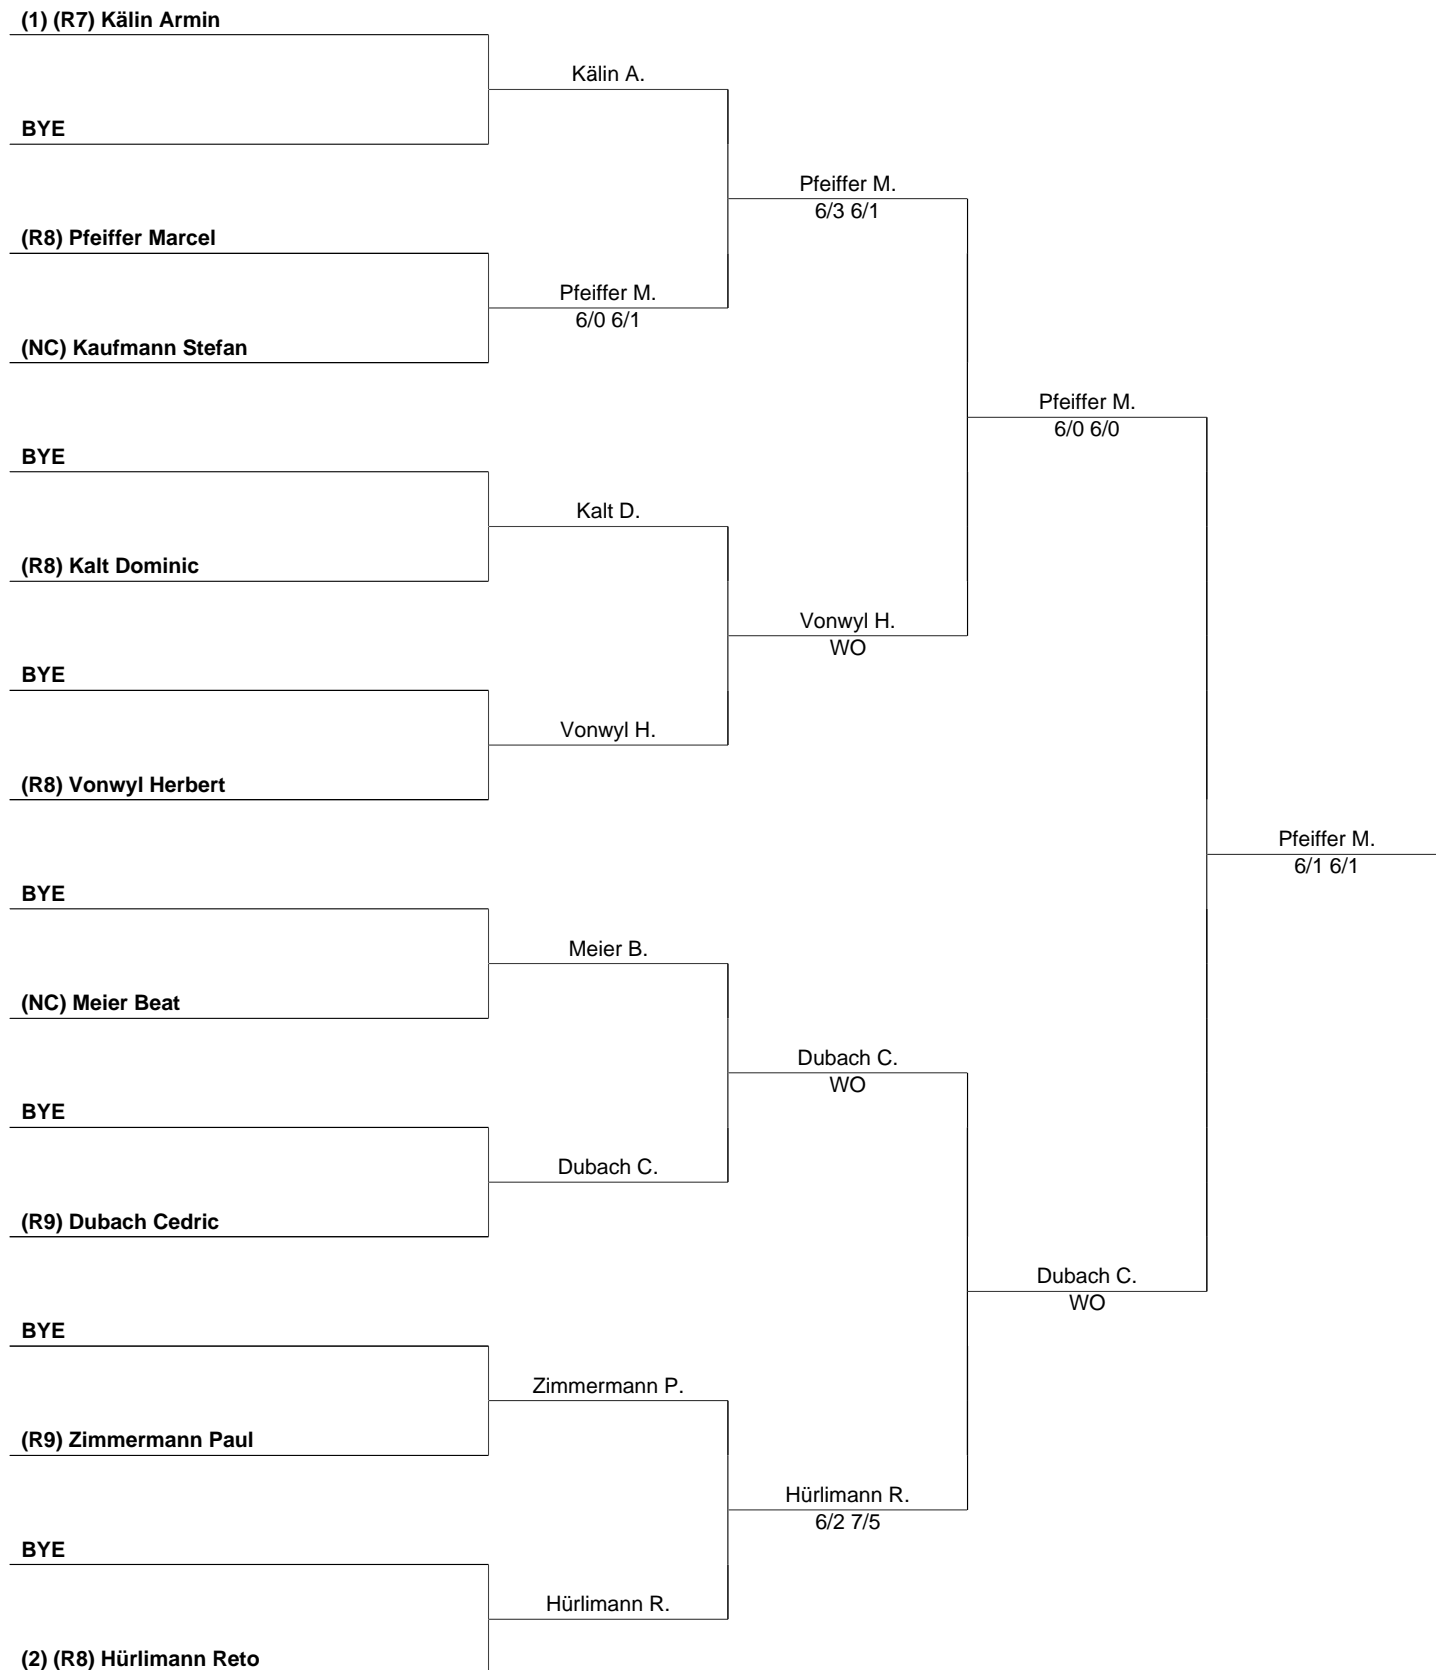 (1) (R7) Kälin Armin
Kälin A.
BYE
Pfeiffer M.
6/3 6/1
(R8) Pfeiffer Marcel
Pfeiffer M.
6/0 6/1
(NC) Kaufmann Stefan
Pfeiffer M.
6/0 6/0
BYE
Kalt D.
(R8) Kalt Dominic
Vonwyl H.
WO
BYE
Vonwyl H.
(R8) Vonwyl Herbert
Pfeiffer M.
6/1 6/1
BYE
Meier B.
(NC) Meier Beat
Dubach C.
WO
BYE
Dubach C.
(R9) Dubach Cedric
Dubach C.
WO
BYE
Zimmermann P.
(R9) Zimmermann Paul
Hürlimann R.
6/2 7/5
BYE
Hürlimann R.
(2) (R8) Hürlimann Reto